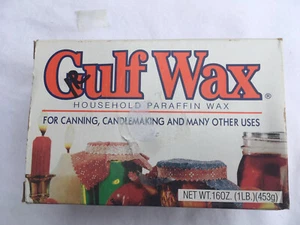 Gulf Wax®
HOUSEHOLD PARAFFIN WAX
FOR CANNING, CANDLEMAKING AND MANY OTHER USES
NET WT.16OZ. (1LB.)(453g)